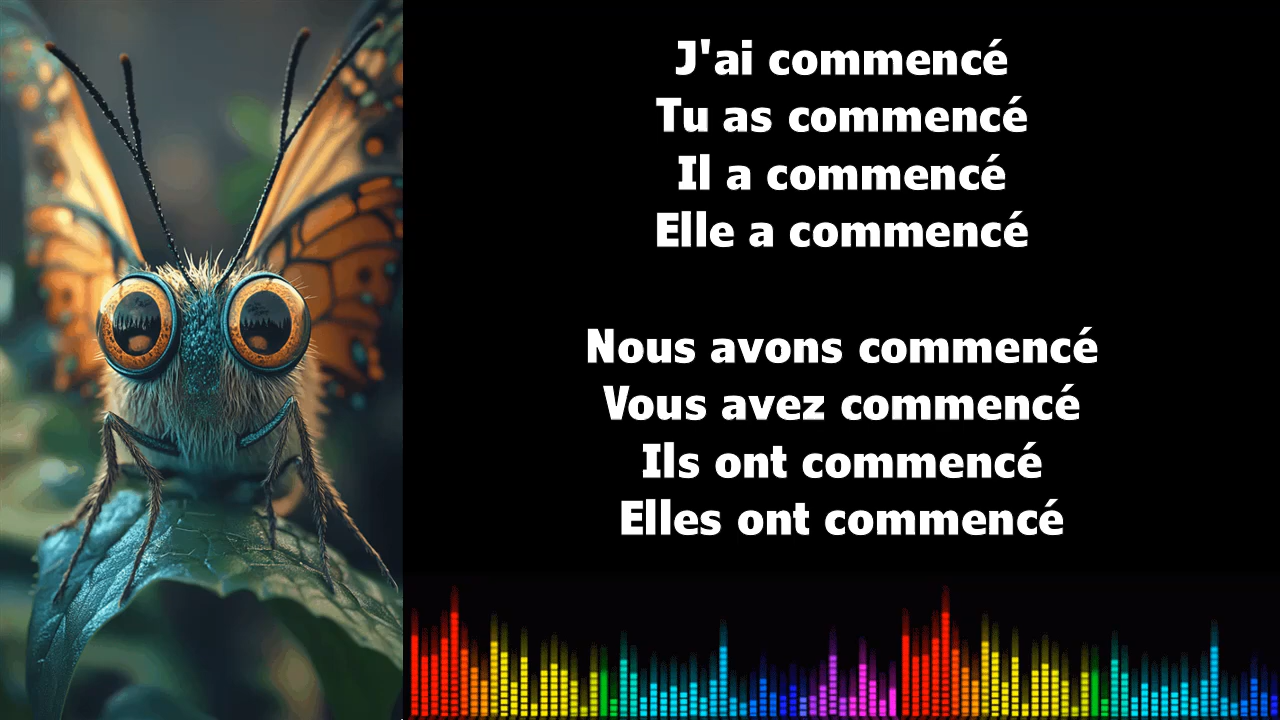 J'ai commencé
Tu as commencé
Il a commencé
Elle a commencé
Nous avons commencé
Vous avez commencé
Ils ont commencé
Elles ont commencé